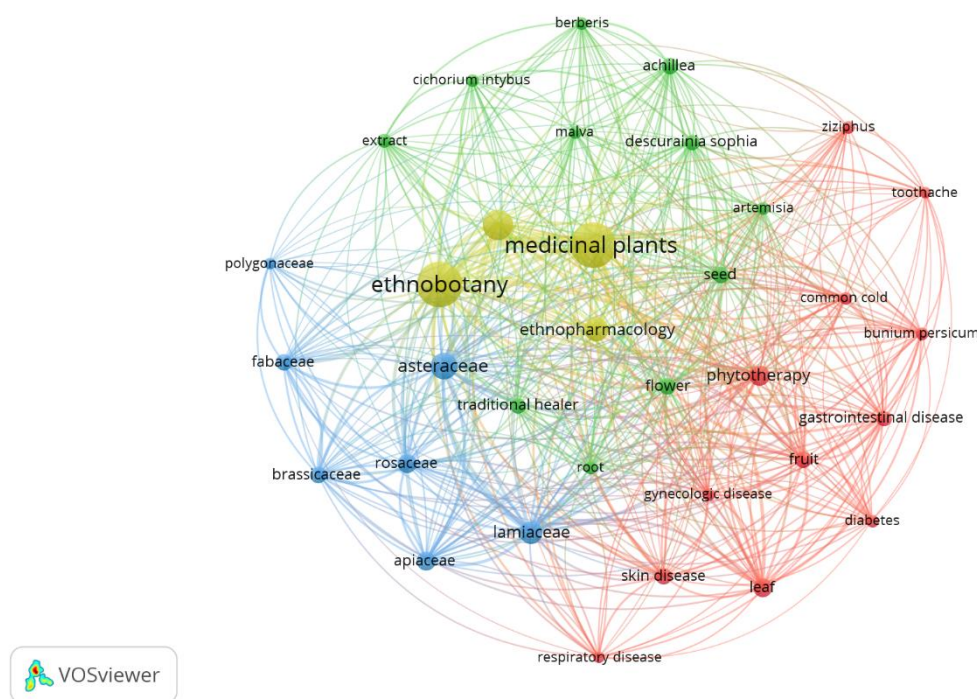 berberis
achillea
cichorium intybus
ziziphus
malva
descurainia sophia
extract
toothache
artemisia
medicinal plants
polygonaceae
seed
ethnobotany
common cold
ethnopharmacology
bunium persicum
fabaceae
asteraceae
phytotherapy
flower
traditional healer
gastrointestinal disease
rosaceae
fruit
brassicaceae
root
gynecologic disease
diabetes
lamiaceae
apiaceae
skin disease
leaf
respiratory disease
VOSviewer